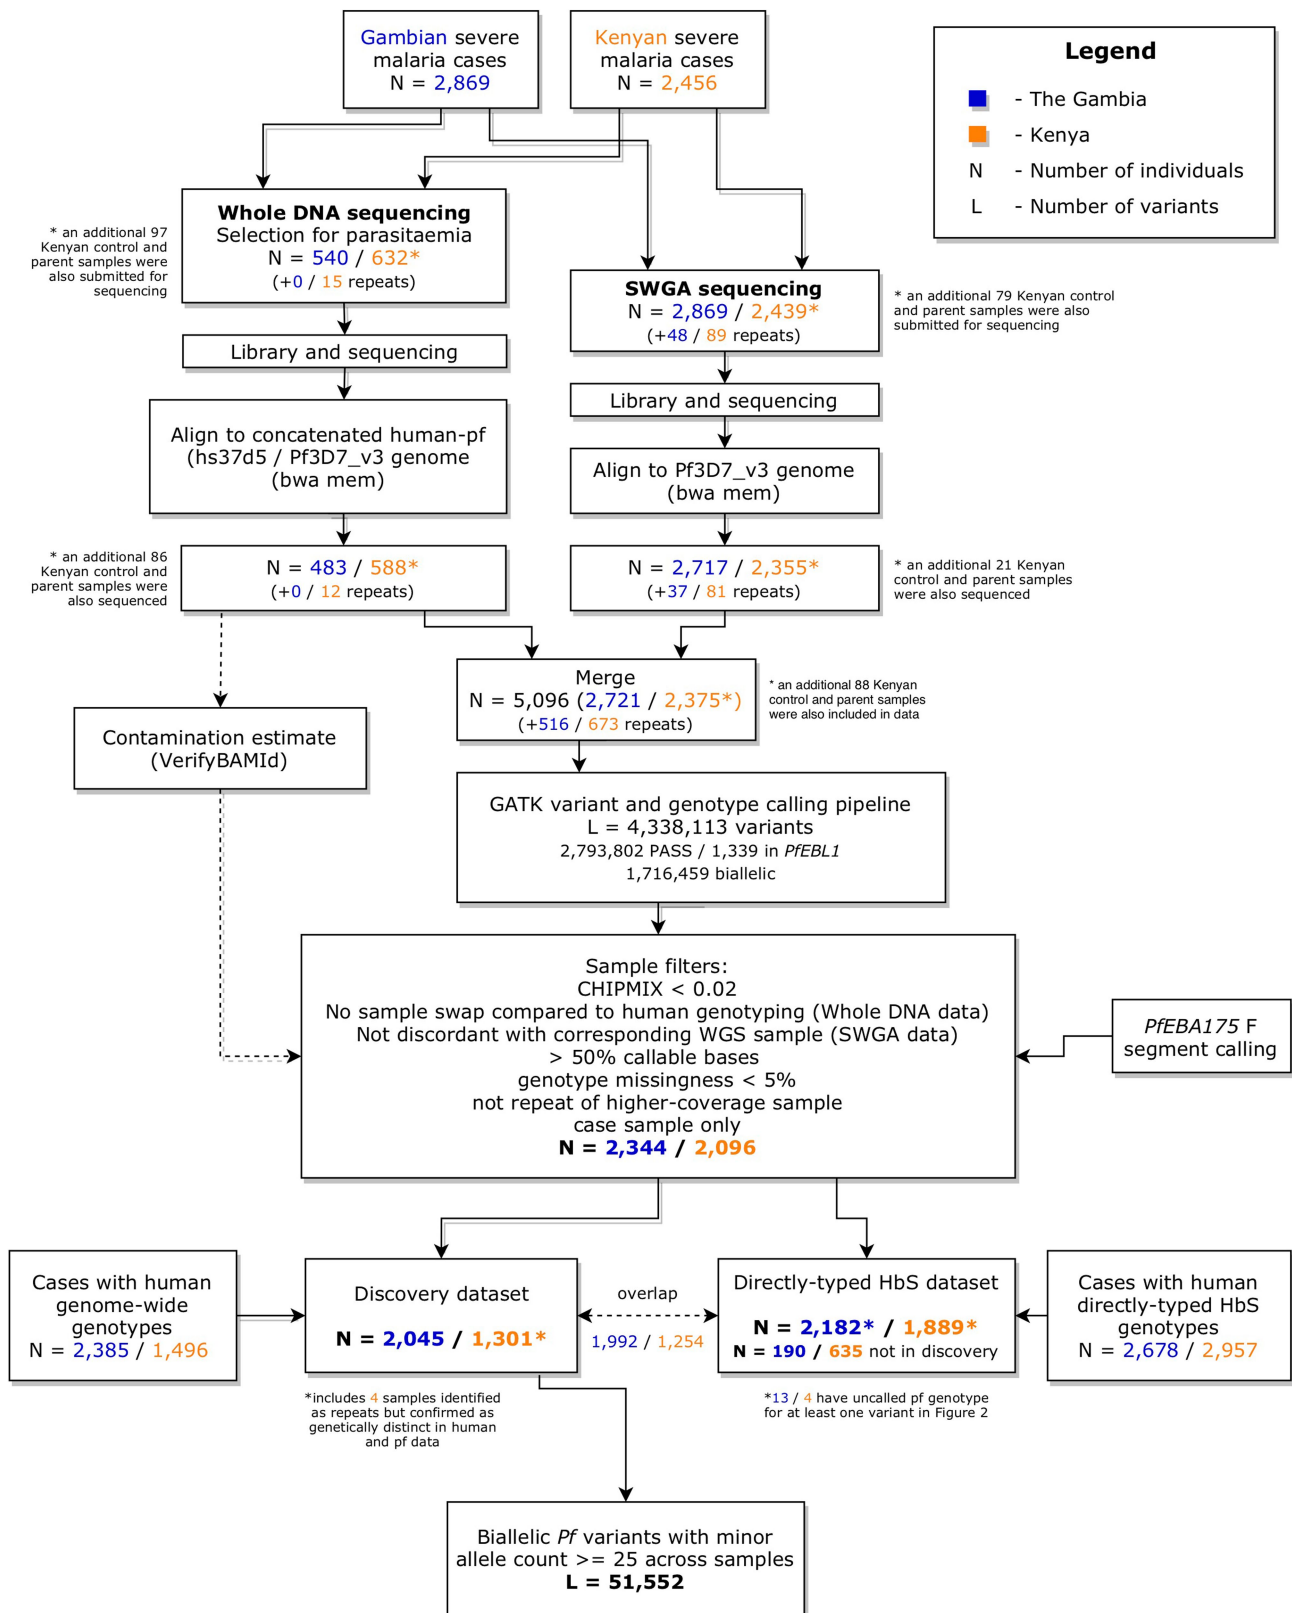 Gambian severe
malaria cases
N = 2,869
Kenyan severe
malaria cases
N = 2,456
Legend
- The Gambia
- Kenya
N - Number of individuals
L - Number of variants
Whole DNA sequencing
Selection for parasitaemia
N = 540 / 632*
(+0 / 15 repeats)
* an additional 97
Kenyan control and
parent samples were
also submitted for
sequencing
SWGA sequencing
N = 2,869 / 2,439*
(+48 / 89 repeats)
* an additional 79 Kenyan control
and parent samples were also
submitted for sequencing
Library and sequencing
Library and sequencing
Align to concatenated human-pf
(hs37d5 / Pf3D7_v3 genome
(bwa mem)
Align to Pf3D7_v3 genome
(bwa mem)
* an additional 86
Kenyan control and
parent samples were
also sequenced
N = 483 / 588*
(+0 / 12 repeats)
N = 2,717 / 2,355*
(+37 / 81 repeats)
* an additional 21 Kenyan
control and parent samples
were also sequenced
Merge
N = 5,096 (2,721 / 2,375*)
(+516 / 673 repeats)
* an additional 88 Kenyan
control and parent samples
were also included in data
Contamination estimate
(VerifyBAMId)
GATK variant and genotype calling pipeline
L = 4,338,113 variants
2,793,802 PASS / 1,339 in PfEBL1
1,716,459 biallelic
Sample filters:
CHIPMIX < 0.02
No sample swap compared to human genotyping (Whole DNA data)
Not discordant with corresponding WGS sample (SWGA data)
> 50% callable bases
genotype missingness < 5%
not repeat of higher-coverage sample
case sample only
N = 2,344 / 2,096
PfEBA175 F
segment calling
Cases with human
genome-wide
genotypes
N = 2,385 / 1,496
Discovery dataset
N = 2,045 / 1,301*
overlap
1,992 / 1,254
Directly-typed HbS dataset
N = 2,182* / 1,889*
N = 190 / 635 not in discovery
Cases with human
directly-typed HbS
genotypes
N = 2,678 / 2,957
*includes 4 samples identified
as repeats but confirmed as
genetically distinct in human
and pf data
*13 / 4 have uncalled pf genotype
for at least one variant in Figure 2
Biallelic Pf variants with minor
allele count >= 25 across samples
L = 51,552